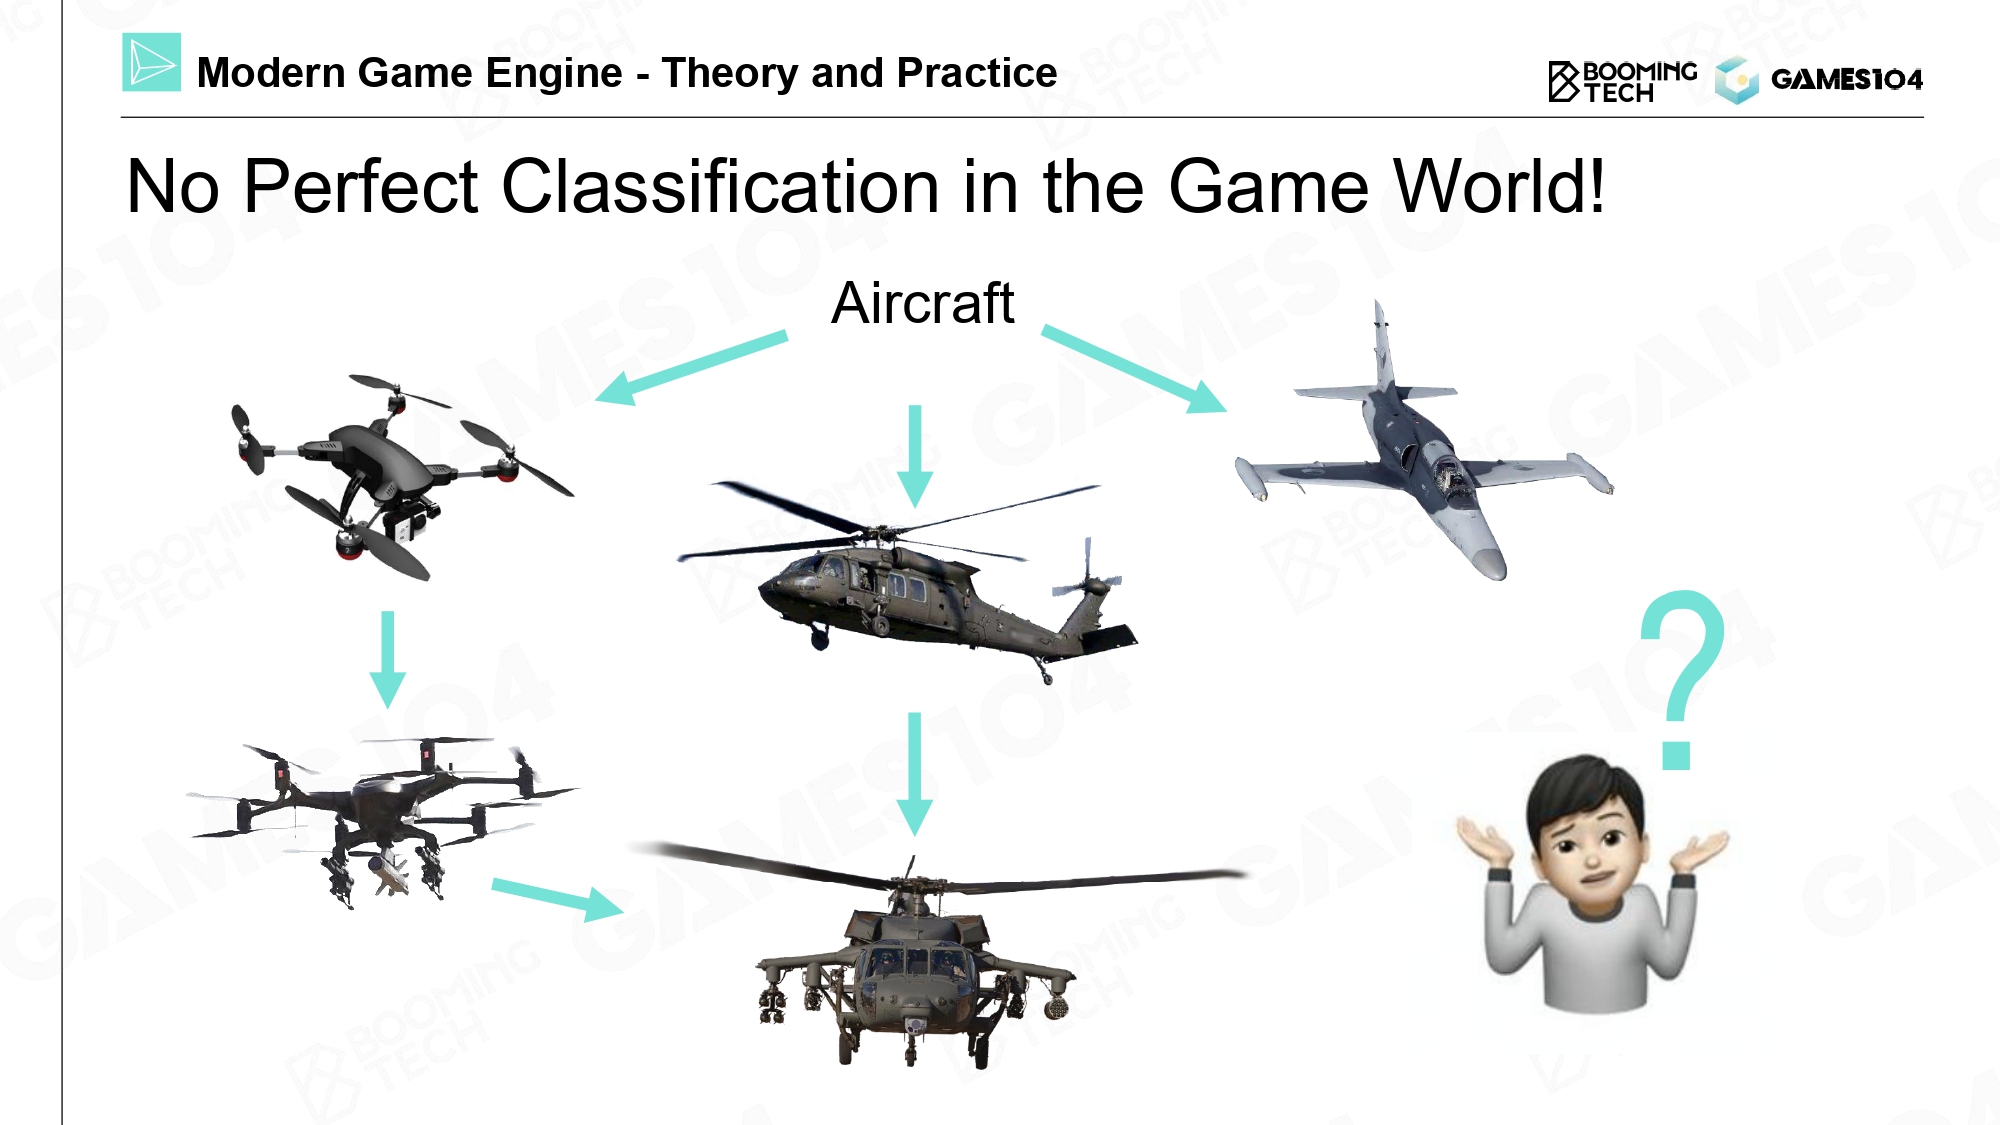 Modern Game Engine - Theory and Practice
BOOMING
TECH
GAMES104
No Perfect Classification in the Game World!
Aircraft
?